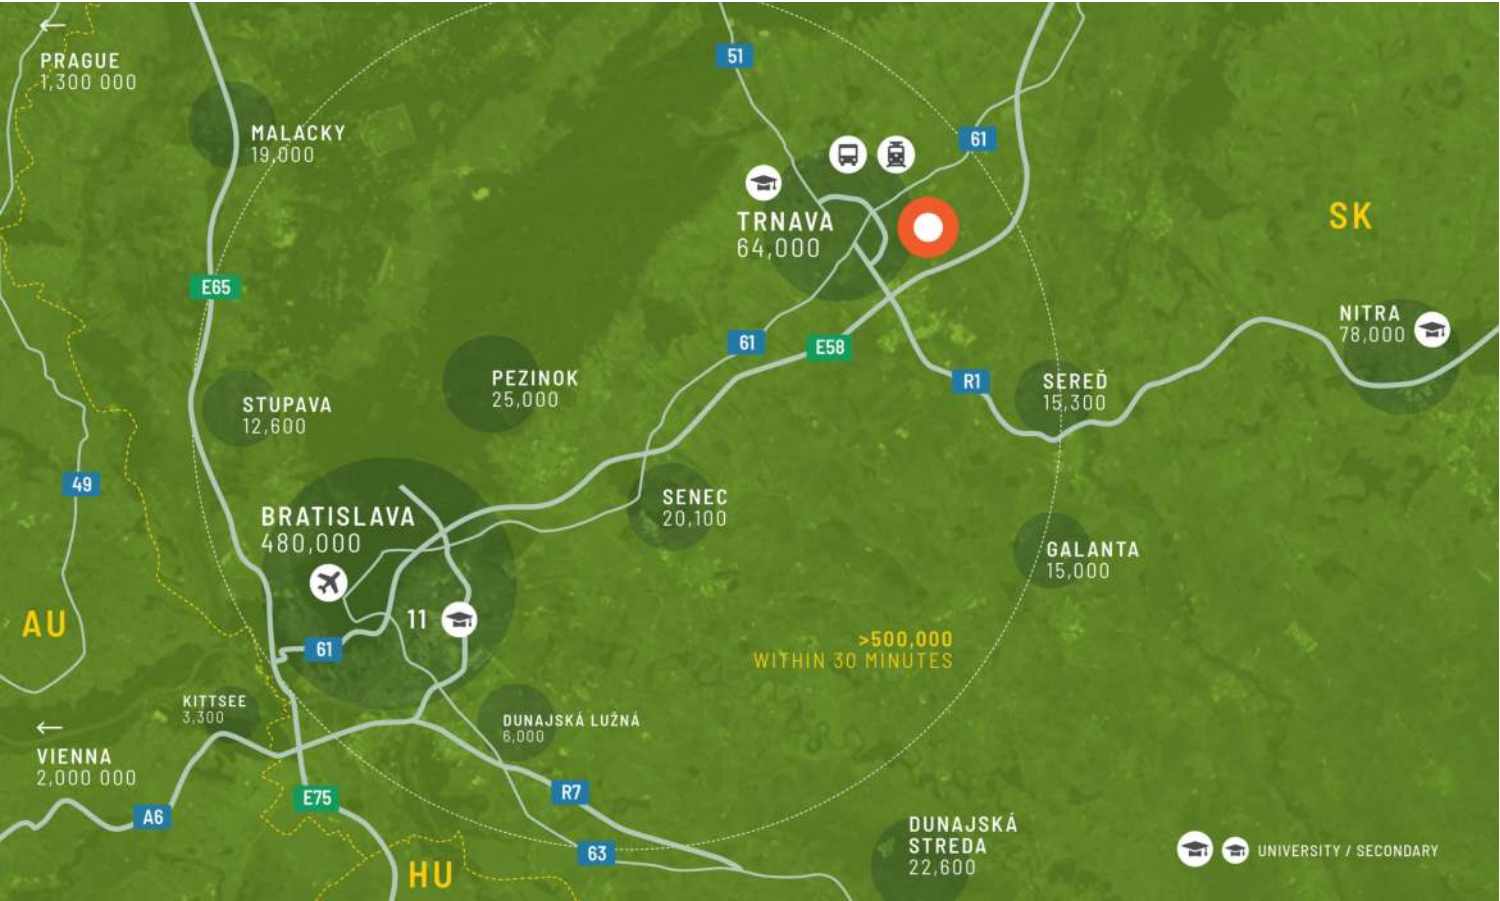 ←
PRAGUE
1,300 000
51
MALACKY
19,000
61
TRNAVA
64,000
SK
E65
NITRA
78,000
61
E58
PEZINOK
25,000
R1
SEREĎ
15,300
STUPAVA
12,600
49
BRATISLAVA
480,000
SENEC
20,100
GALANTA
15,000
11
AU
61
>500,000
WITHIN 30 MINUTES
KITTSEE
3,300
DUNAJSKÁ LUŽNÁ
6,000
←
VIENNA
2,000 000
E75
R7
A6
DUNAJSKÁ
STREDA
22,600
63
UNIVERSITY / SECONDARY
HU